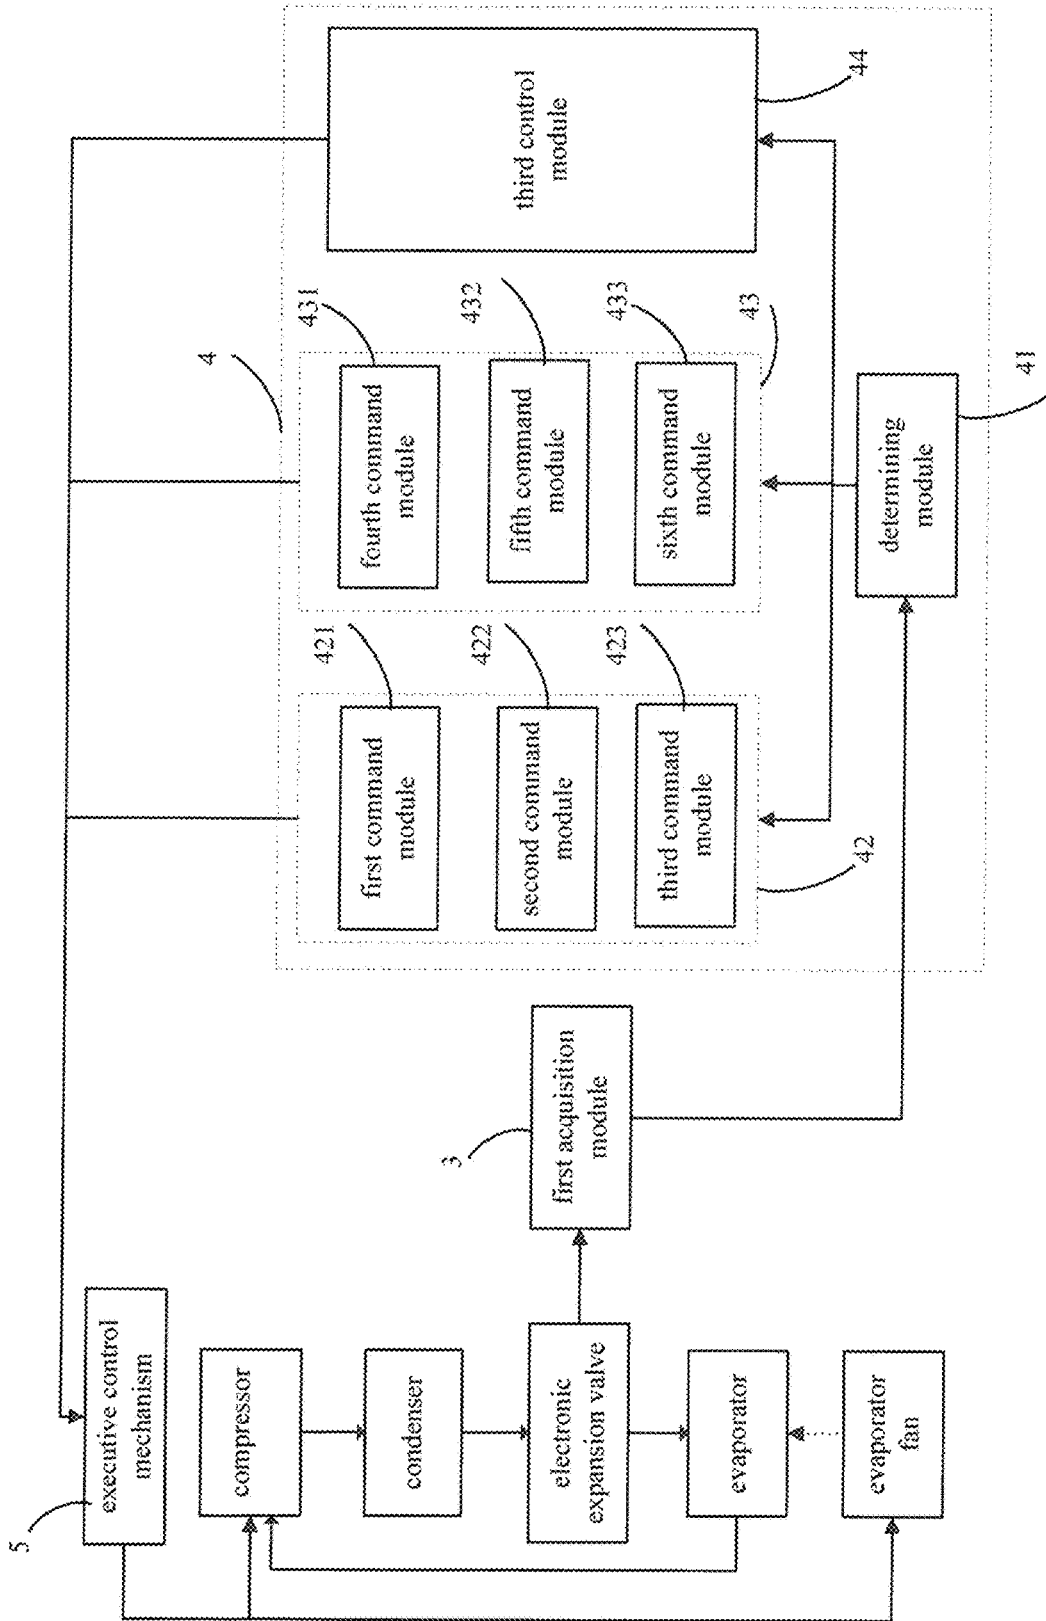 5
executive control
mechanism
compressor
condenser
electronic
expansion valve
evaporator
evaporator
fan
3
first acquisition
module
4
421
first command
module
422
second command
module
423
third command
module
42
431
fourth command
module
432
fifth command
module
433
sixth command
module
43
third control
module
44
determining
module
41